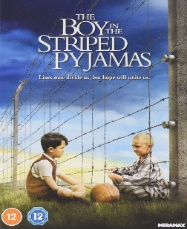 THE
BOY IN THE
STRIPED PYJAMAS
Lines may divide us, but hope will unite us.
12
12
MIRAMAX